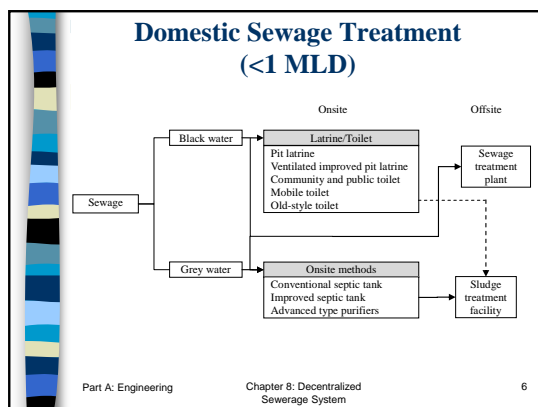 Domestic Sewage Treatment
(<1 MLD)
Onsite
Offsite
Black water
Latrine/Toilet
Pit latrine
Ventilated improved pit latrine
Community and public toilet
Mobile toilet
Old-style toilet
Sewage
treatment
plant
Sewage
Grey water
Onsite methods
Conventional septic tank
Improved septic tank
Advanced type purifiers
Sludge
treatment
facility
Part A: Engineering
Chapter 8: Decentralized
Sewerage System
6